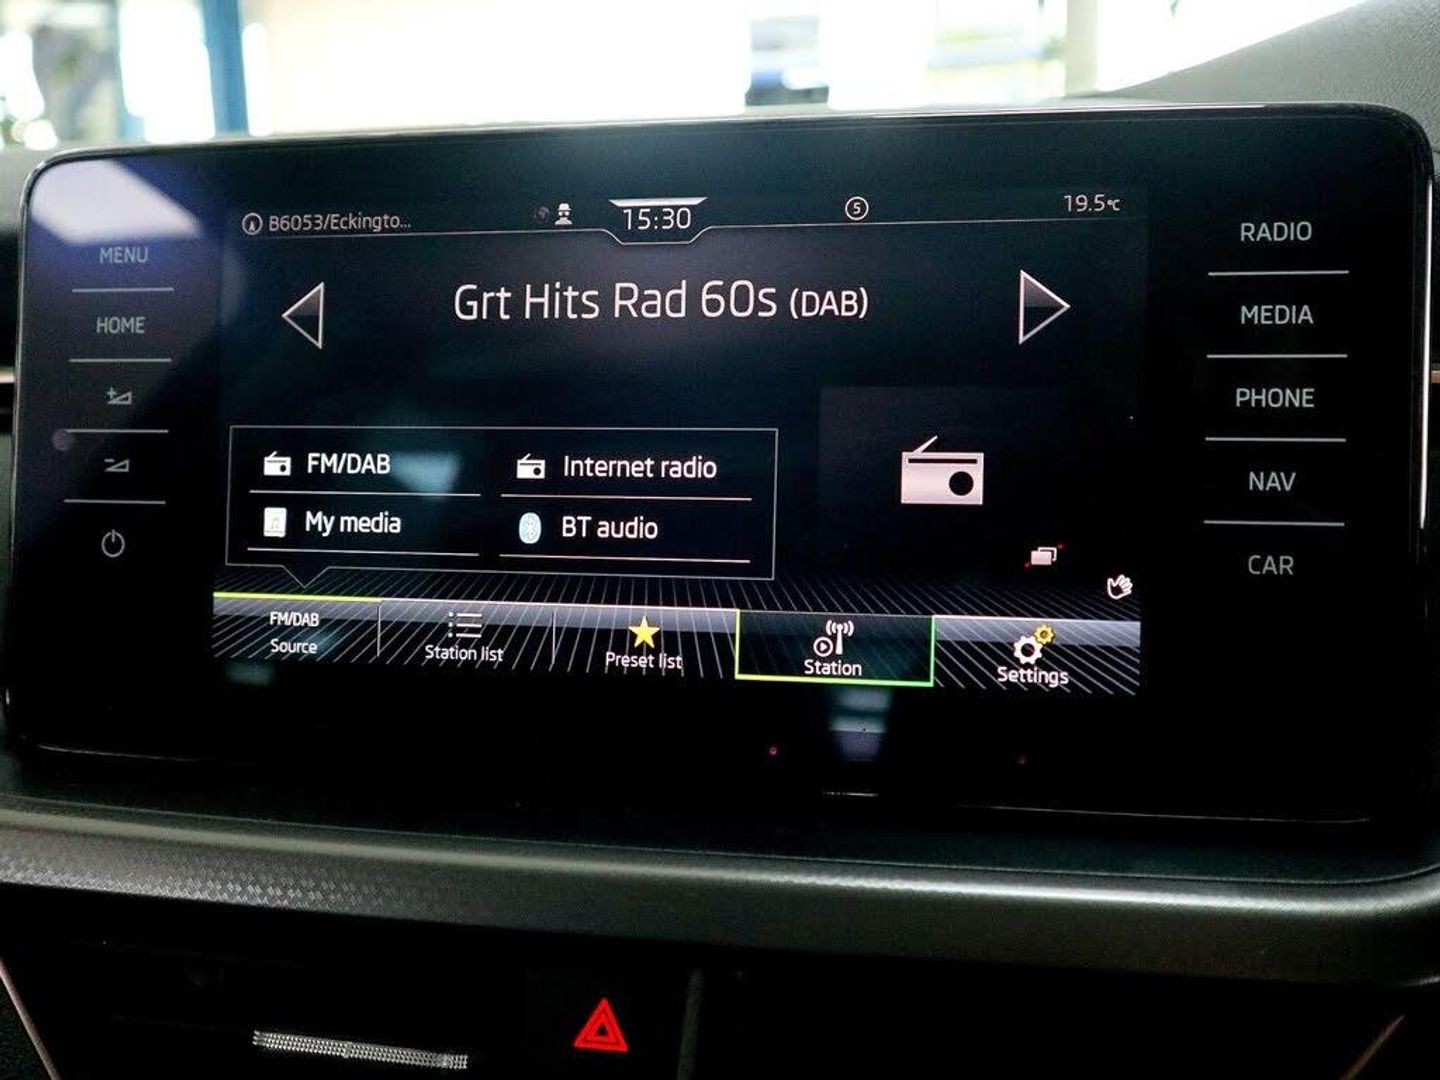 B6053/Eckingto...
15:30
5
19.5°C
MENU
HOME
Grt Hits Rad 60s (DAB)
FM/DAB
Internet radio
My media
BT audio
FM/DAB
Source
Station list
Preset list
Station
Settings
RADIO
MEDIA
PHONE
NAV
CAR